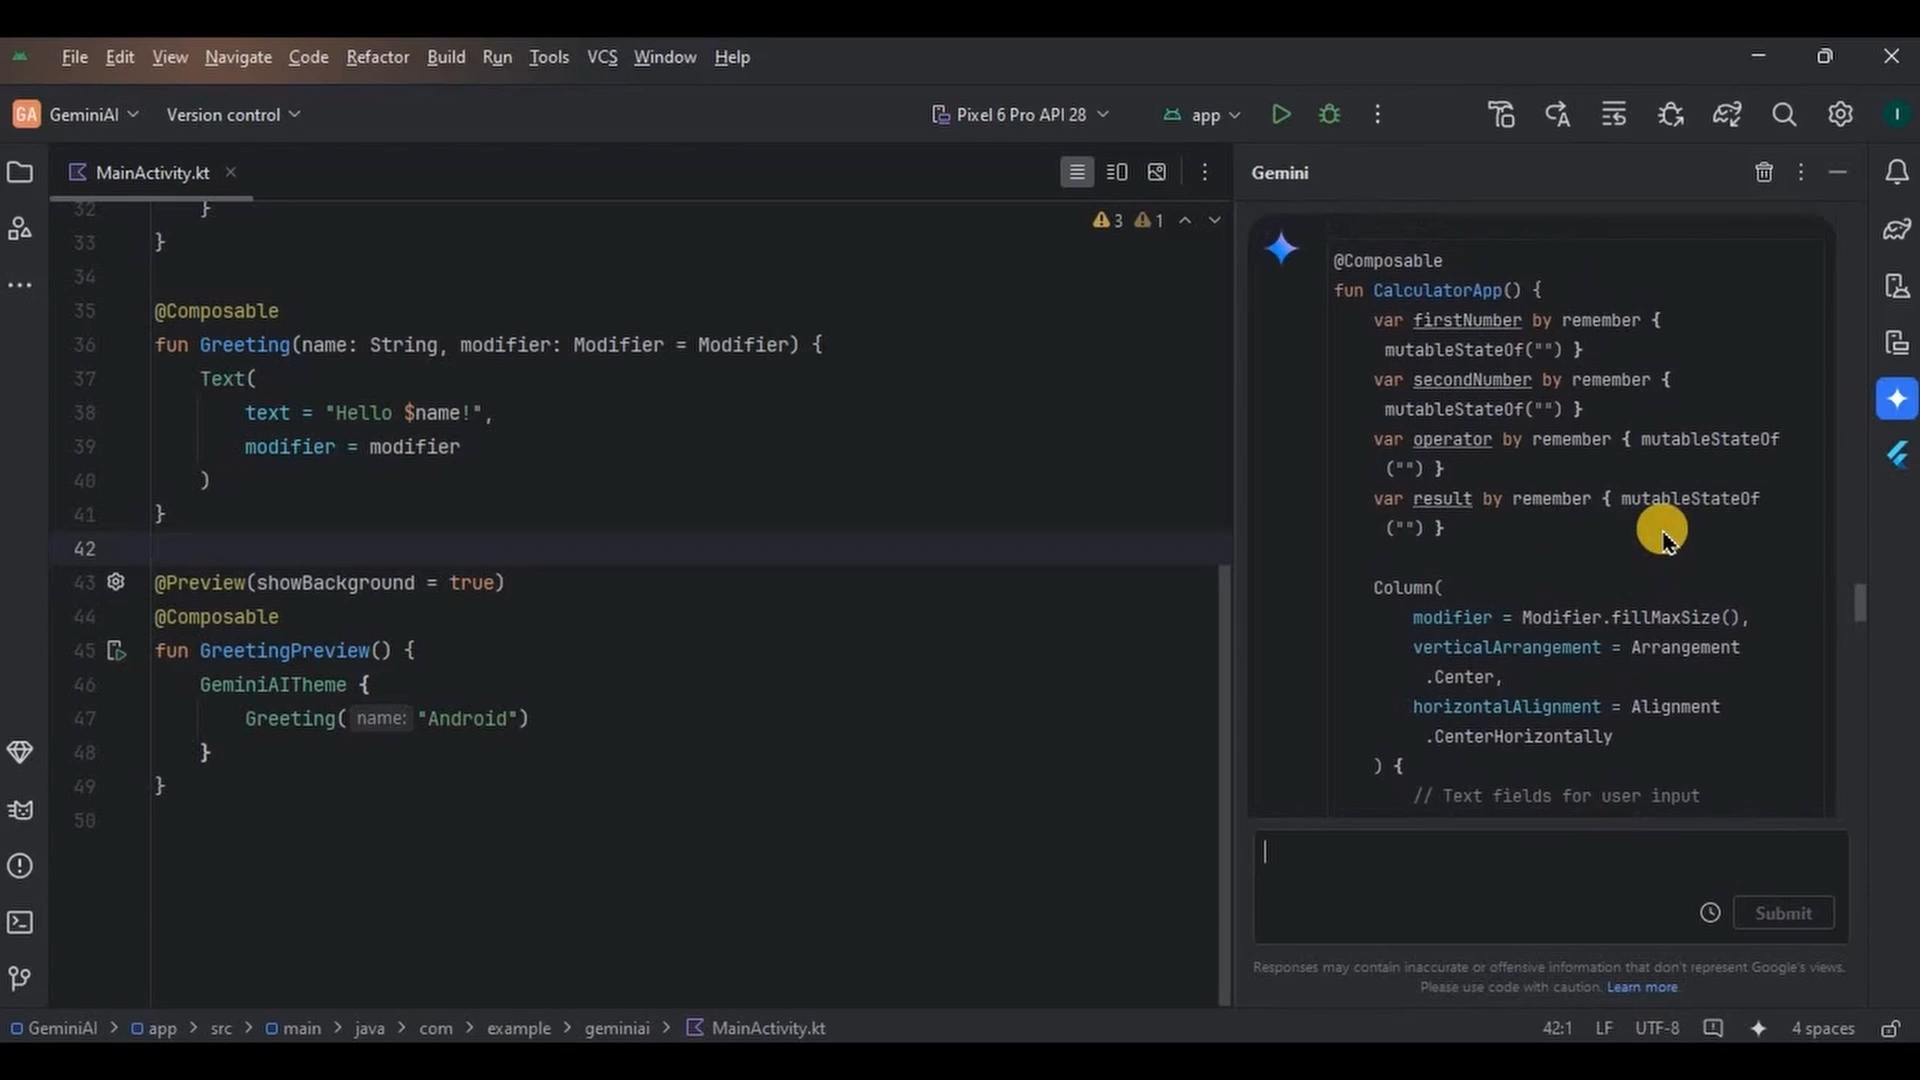 File Edit View Navigate Code Refactor Build Run Tools VCS Window Help
GA GeminiAI Version control Pixel 6 Pro API 28 app I
MainActivity.kt
3 1
32 }
33 }
34
35 @Composable
36 fun Greeting(name: String, modifier: Modifier = Modifier) {
37 Text(
38 text = "Hello $name!",
39 modifier = modifier
40 )
41 }
42
43 @Preview(showBackground = true)
44 @Composable
45 fun GreetingPreview() {
46 GeminiAITheme {
47 Greeting( name: "Android")
48 }
49 }
50
Gemini
@Composable
fun CalculatorApp() {
var firstNumber by remember {
mutableStateOf("") }
var secondNumber by remember {
mutableStateOf("") }
var operator by remember { mutableStateOf
("") }
var result by remember { mutableStateOf
("") }
Column(
modifier = Modifier.fillMaxSize(),
verticalArrangement = Arrangement
.Center,
horizontalAlignment = Alignment
.CenterHorizontally
) {
// Text fields for user input
Submit
Responses may contain inaccurate or offensive information that don't represent Google's views.
Please use code with caution. Learn more
GeminiAI > app > src > main > java > com > example > geminiai > MainActivity.kt
42:1 LF UTF-8 4 spaces